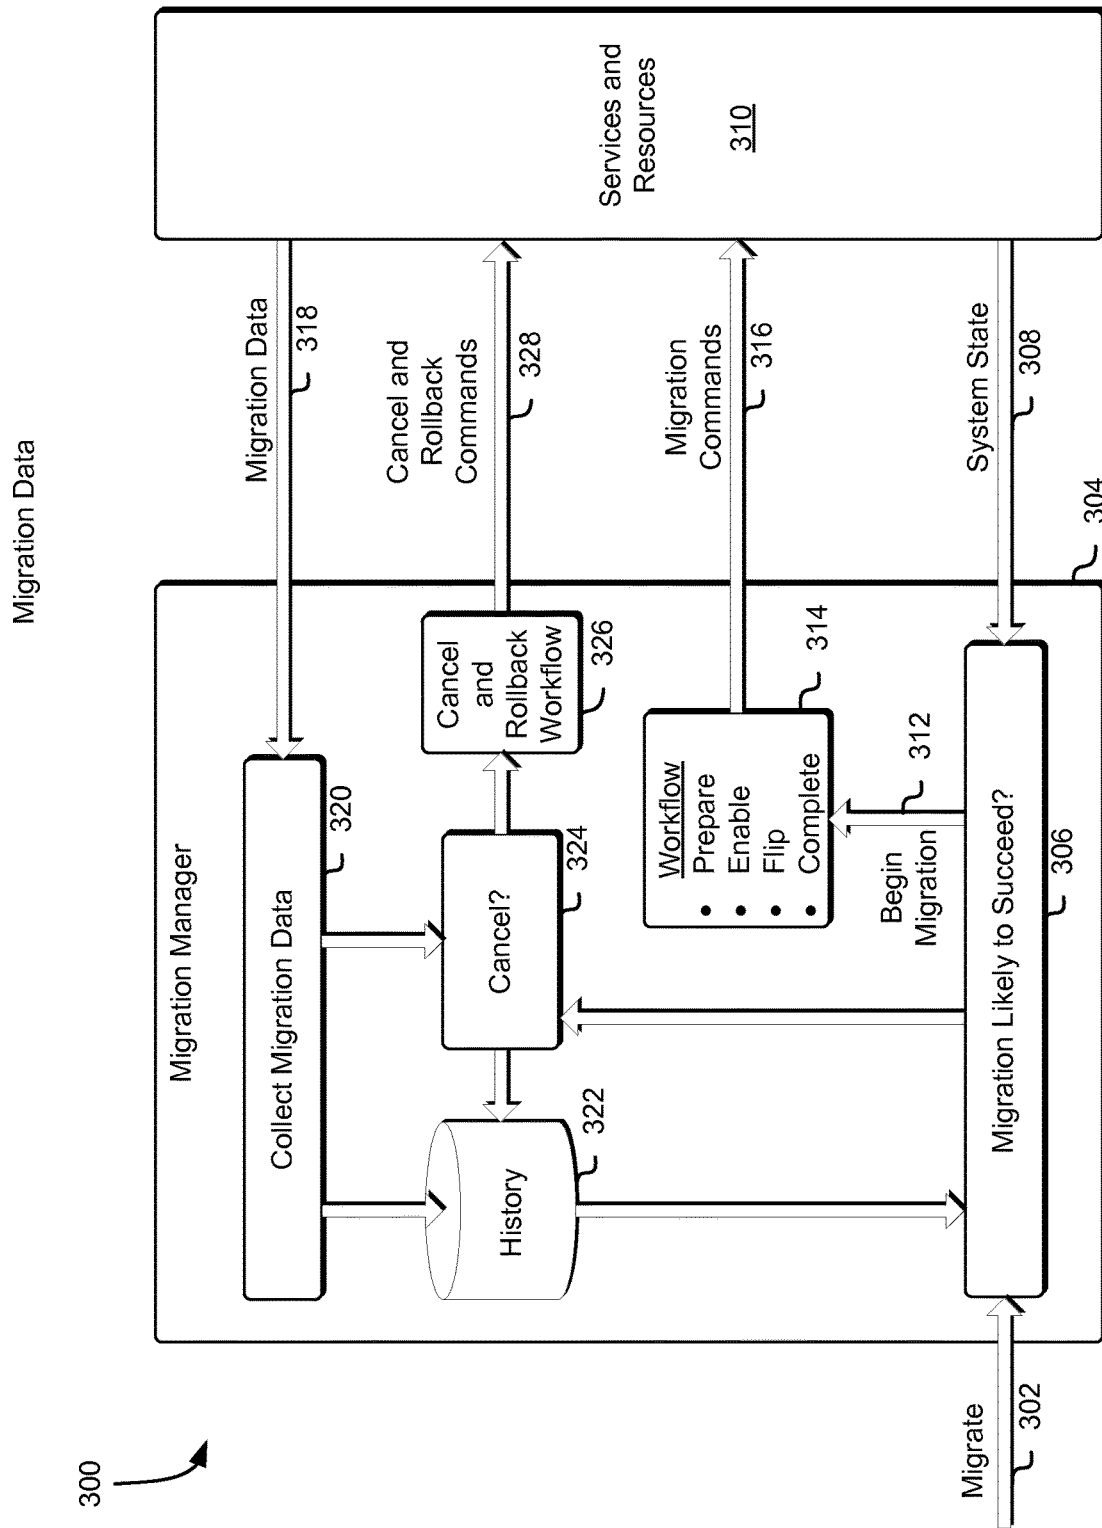 Migration Data
300
Migration Manager
Collect Migration Data
320
Migration Data
318
History
322
Cancel?
324
Cancel
and
Rollback
Workflow
326
Cancel and
Rollback
Commands
328
Services and
Resources
310
Workflow
• Prepare
• Enable
• Flip
• Complete
314
Migration
Commands
316
Begin
Migration
312
Migrate
302
Migration Likely to Succeed?
306
System State
308
304